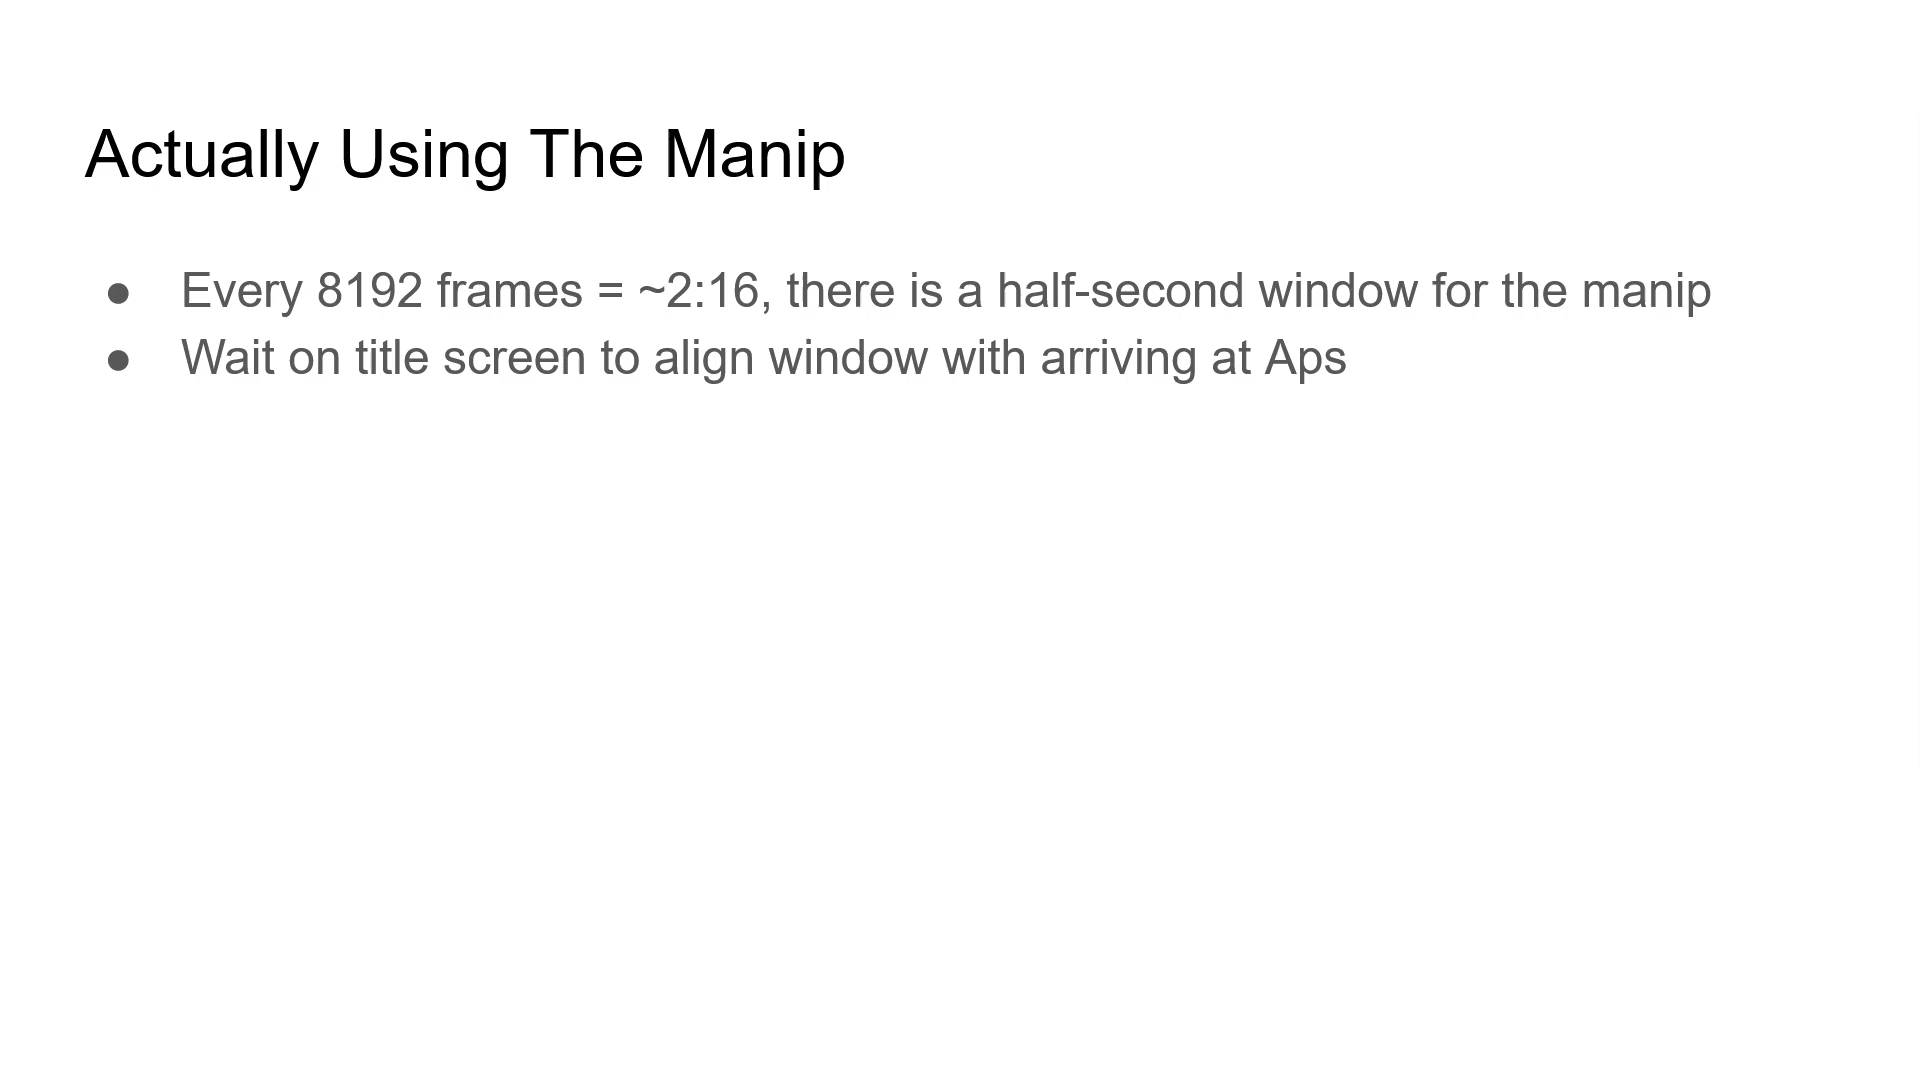 Actually Using The Manip
● Every 8192 frames = ~2:16, there is a half-second window for the manip
● Wait on title screen to align window with arriving at Aps